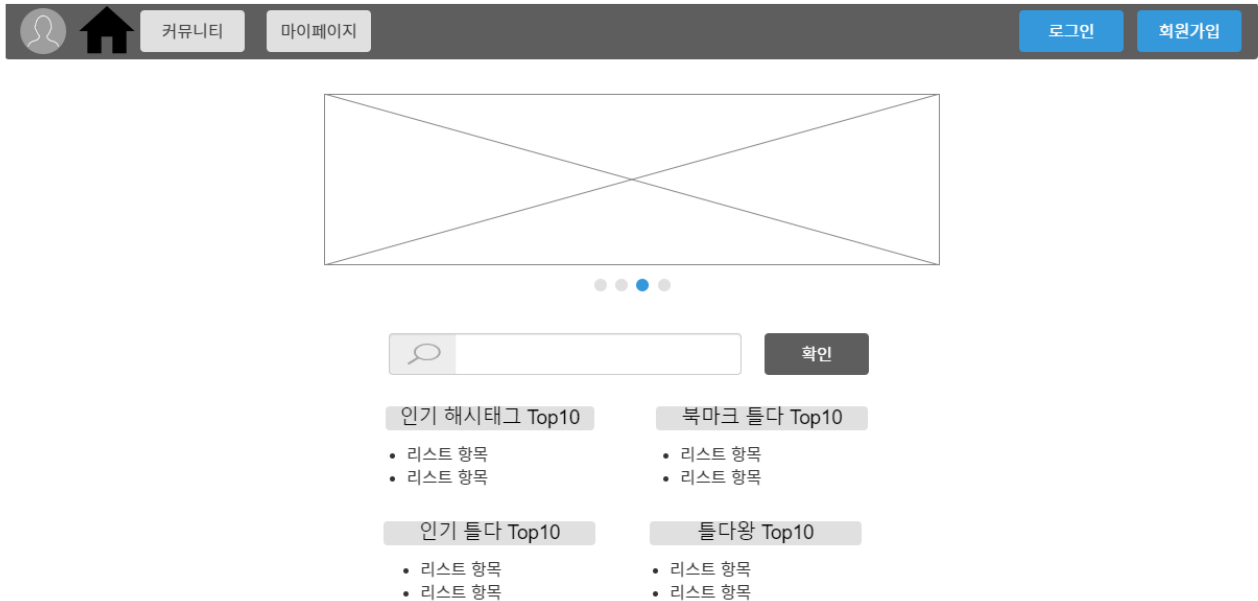 커뮤니티 마이페이지 로그인 회원가입
확인
인기 해시태그 Top10 북마크 틀다 Top10
• 리스트 항목 • 리스트 항목
• 리스트 항목 • 리스트 항목
인기 틀다 Top10 틀다왕 Top10
• 리스트 항목 • 리스트 항목
• 리스트 항목 • 리스트 항목